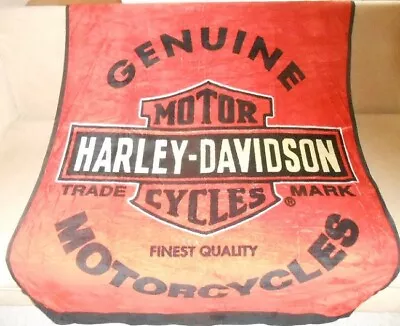 GENUINE
MOTOR
HARLEY-DAVIDSON
TRADE MARK
CYCLES®
MOTORCYCLES
FINEST QUALITY